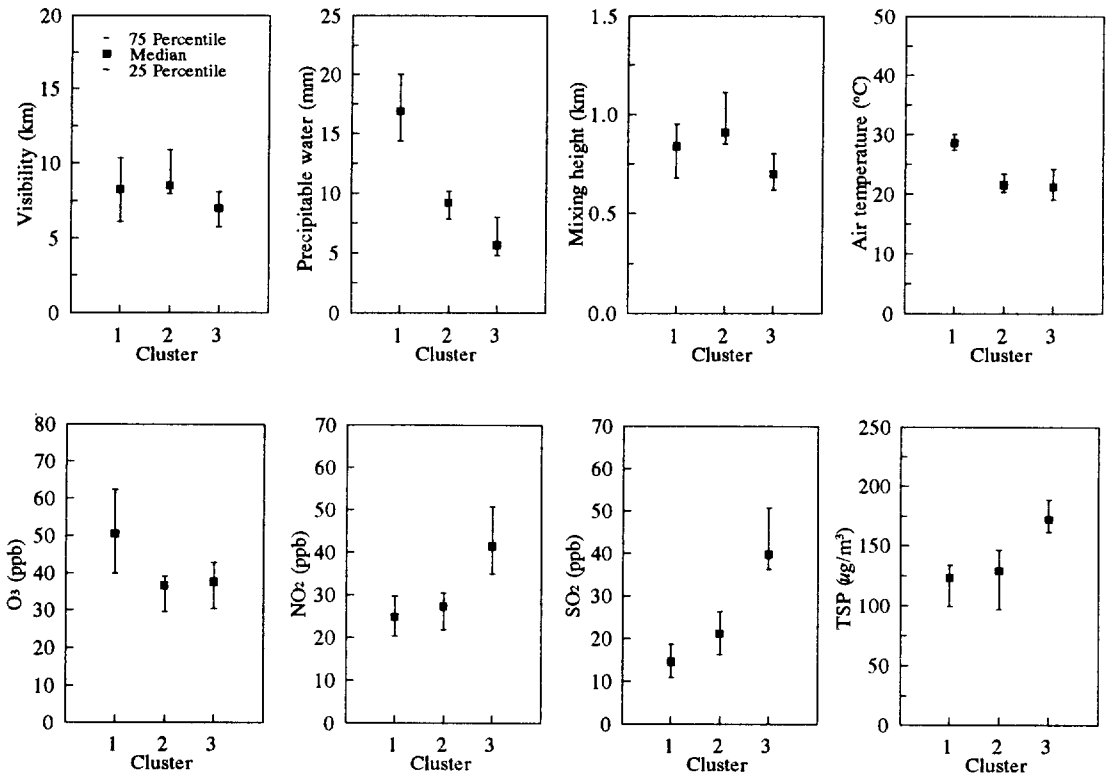 20
15
10
5
0
Visibility (km)
- 75 Percentile
■ Median
- 25 Percentile
1 2 3
Cluster
25
20
15
10
5
0
Precipitable water (mm)
1 2 3
Cluster
1.5
1.0
0.5
0.0
Mixing height (km)
1 2 3
Cluster
50
40
30
20
10
0
Air temperature (°C)
1 2 3
Cluster
80
70
60
50
40
30
20
10
0
O₃ (ppb)
1 2 3
Cluster
70
60
50
40
30
20
10
0
NO₂ (ppb)
1 2 3
Cluster
70
60
50
40
30
20
10
0
SO₂ (ppb)
1 2 3
Cluster
250
200
150
100
50
0
TSP (µg/m³)
1 2 3
Cluster